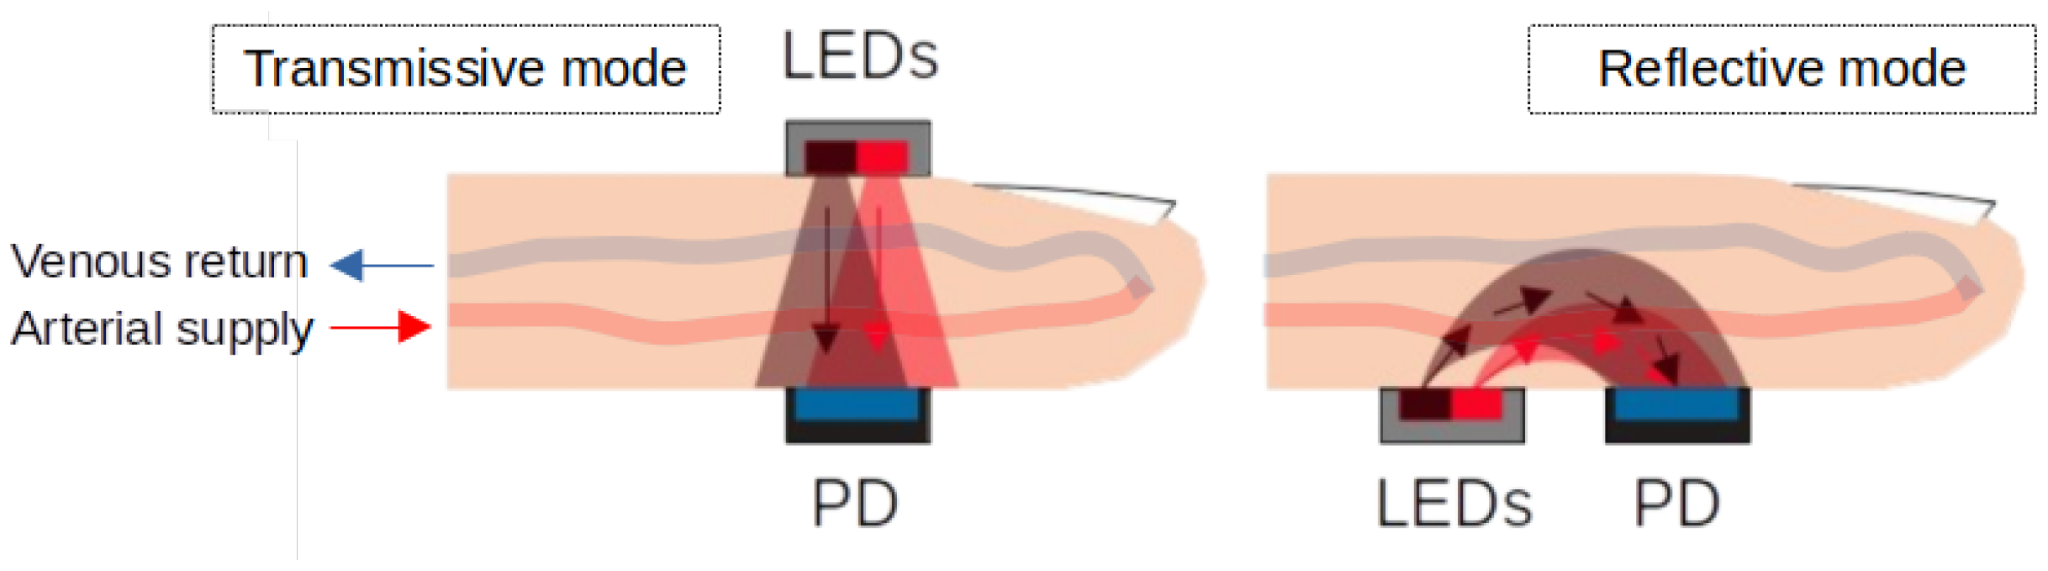 Transmissive mode
LEDs
Reflective mode
Venous return
Arterial supply
PD
LEDs
PD